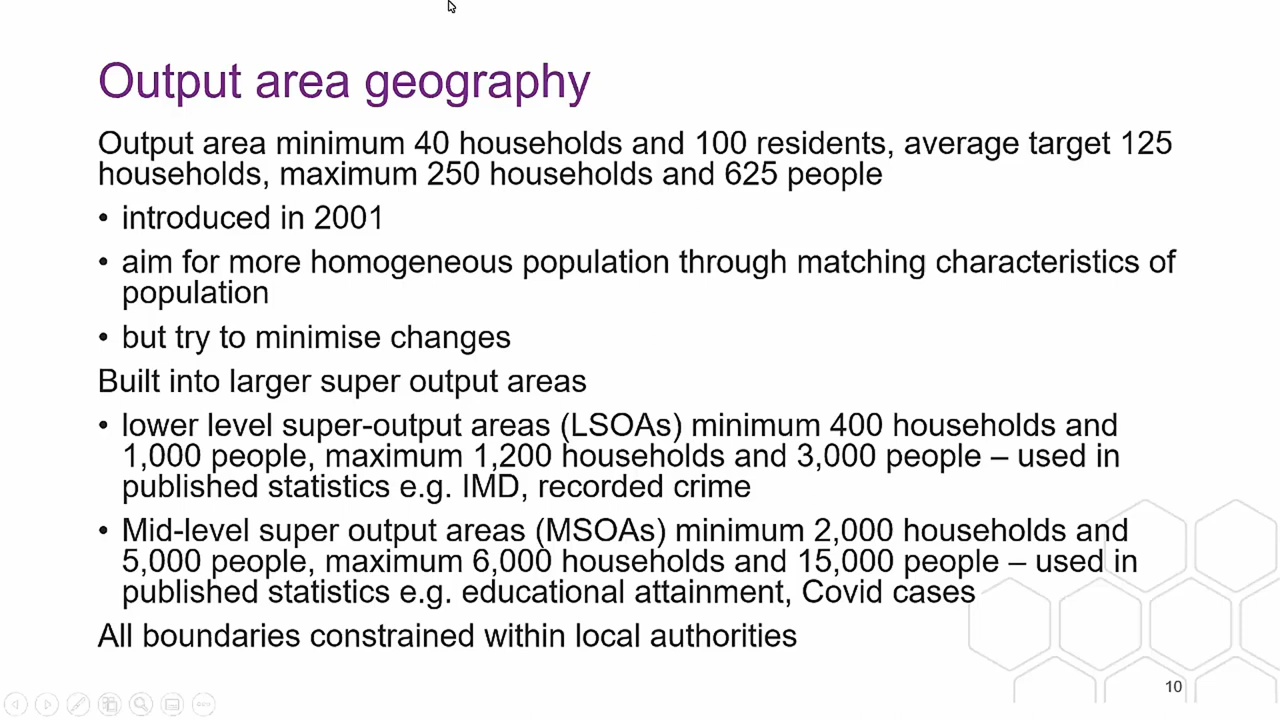 Output area geography
Output area minimum 40 households and 100 residents, average target 125
households, maximum 250 households and 625 people
• introduced in 2001
• aim for more homogeneous population through matching characteristics of
population
• but try to minimise changes
Built into larger super output areas
• lower level super-output areas (LSOAs) minimum 400 households and
1,000 people, maximum 1,200 households and 3,000 people – used in
published statistics e.g. IMD, recorded crime
• Mid-level super output areas (MSOAs) minimum 2,000 households and
5,000 people, maximum 6,000 households and 15,000 people – used in
published statistics e.g. educational attainment, Covid cases
All boundaries constrained within local authorities
10